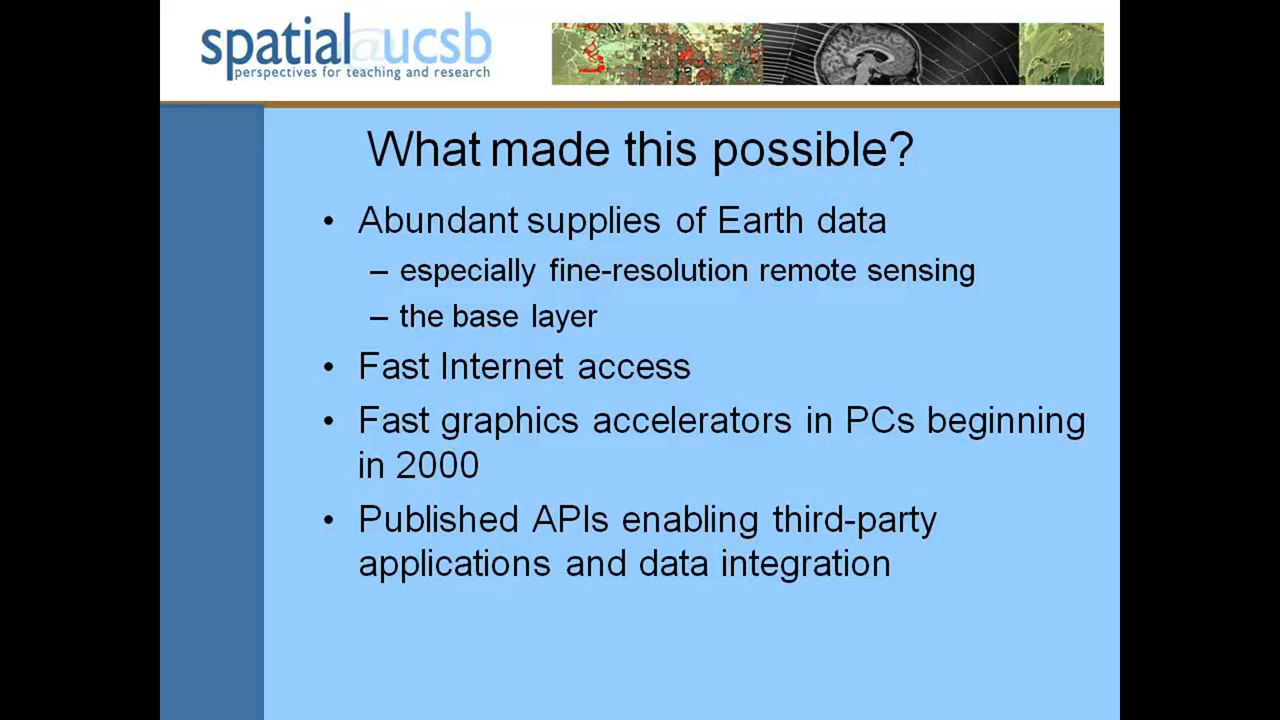 spatial@ucsb
perspectives for teaching and research
What made this possible?
• Abundant supplies of Earth data
– especially fine-resolution remote sensing
– the base layer
• Fast Internet access
• Fast graphics accelerators in PCs beginning
in 2000
• Published APIs enabling third-party
applications and data integration